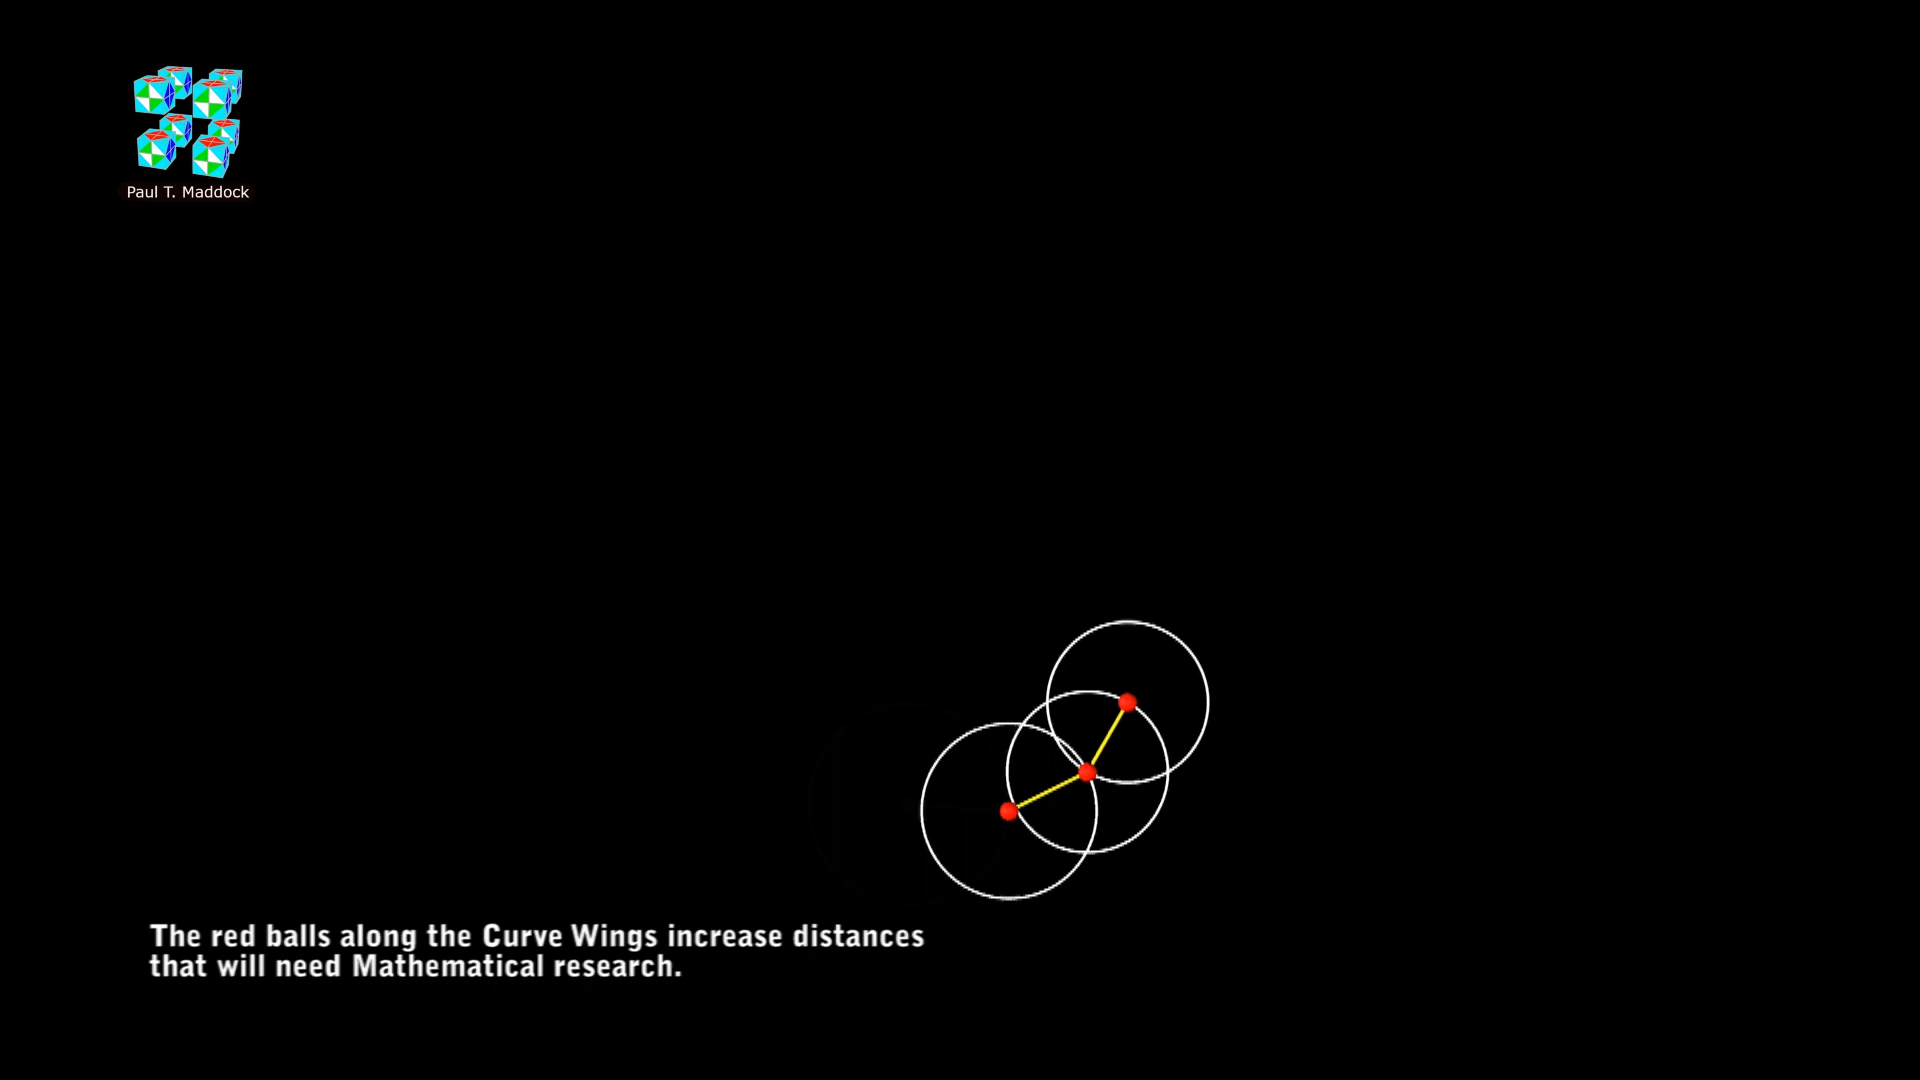 Paul T. Maddock
The red balls along the Curve Wings increase distances
that will need Mathematical research.